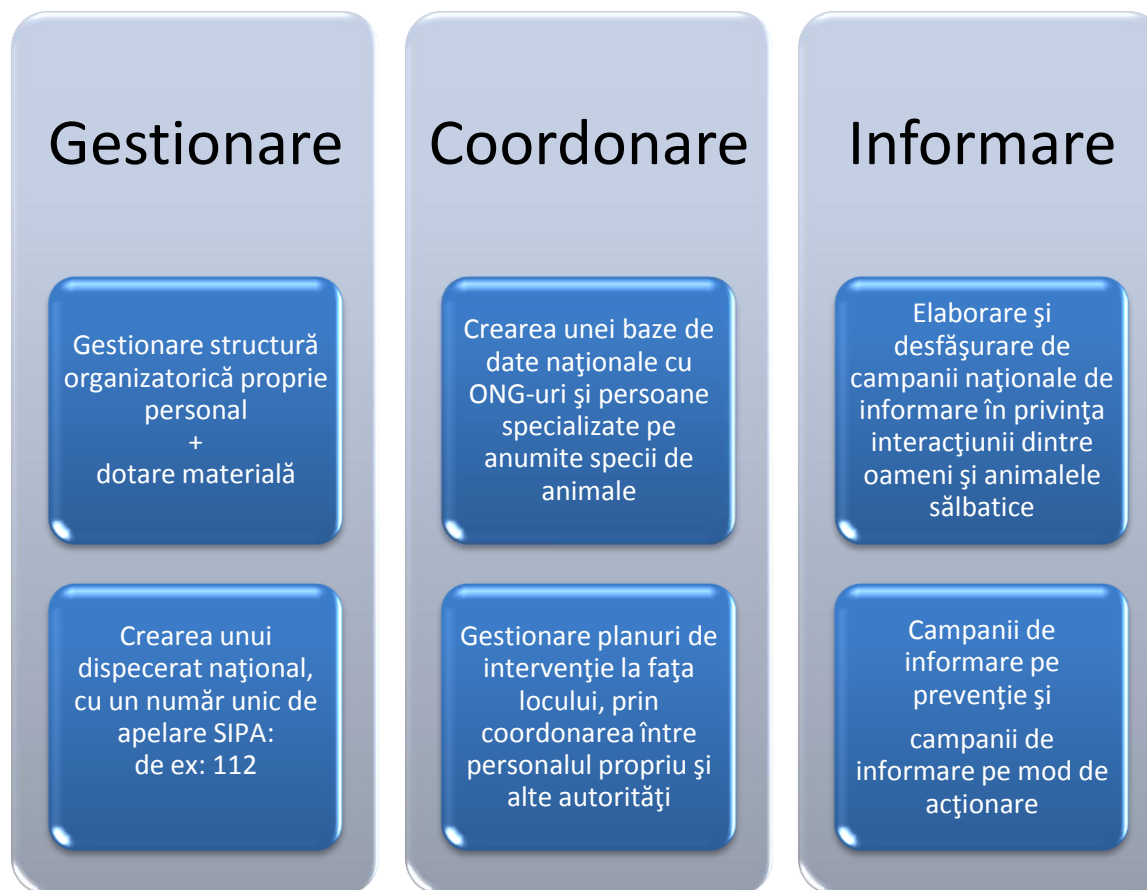 Gestionare
Gestionare structură
organizatorică proprie
personal
+
dotare materială
Crearea unui
dispecerat naţional,
cu un număr unic de
apelare SIPA:
de ex: 112
Coordonare
Crearea unei baze de
date naţionale cu
ONG-uri şi persoane
specializate pe
anumite specii de
animale
Gestionare planuri de
intervenţie la faţa
locului, prin
coordonarea între
personalul propriu şi
alte autorităţi
Informare
Elaborare şi
desfăşurare de
campanii naţionale de
informare în privinţa
interacţiunii dintre
oameni şi animalele
sălbatice
Campanii de
informare pe
prevenţie şi
campanii de
informare pe mod de
acţionare